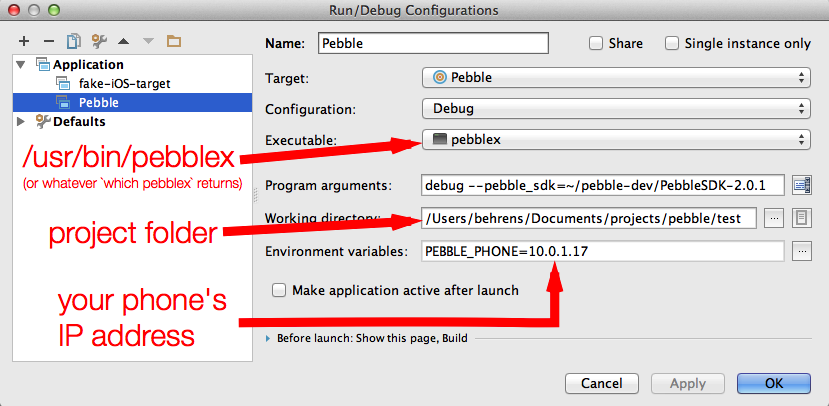 Run/Debug Configurations
Name: Pebble
Share
Single instance only
Application
fake-iOS-target
Pebble
Defaults
Target: Pebble
Configuration: Debug
Executable: pebblex
/usr/bin/pebblex
(or whatever `which pebblex` returns)
Program arguments: debug --pebble_sdk=~/pebble-dev/PebbleSDK-2.0.1
Working directory: /Users/behrens/Documents/projects/pebble/test ...
project folder
Environment variables: PEBBLE_PHONE=10.0.1.17 ...
Make application active after launch
your phone's
IP address
Before launch: Show this page, Build
Cancel
Apply
OK